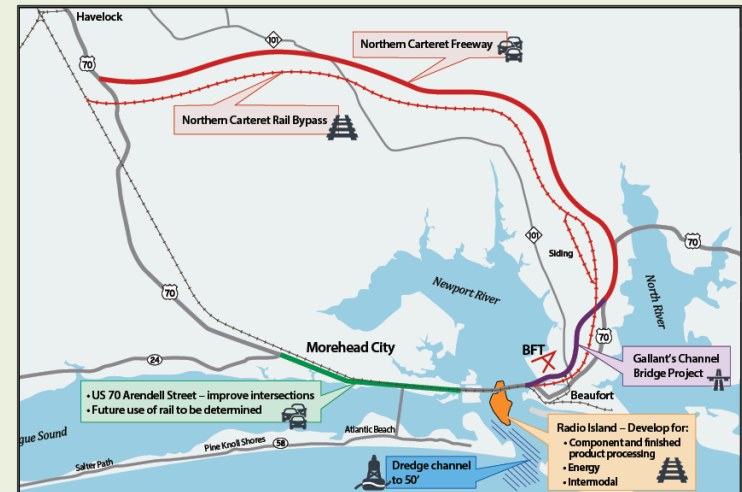 Havelock
70
101
Northern Carteret Freeway
Northern Carteret Rail Bypass
101
Siding
70
70
Newport River
North River
70
Morehead City
BFT
Gallant's Channel
Bridge Project
24
Beaufort
• US 70 Arendell Street – improve intersections
• Future use of rail to be determined
gue Sound
Salter Path
Pine Knoll Shores
58
Atlantic Beach
Dredge channel
to 50'
Radio Island – Develop for:
• Component and finished
product processing
• Energy
• Intermodal